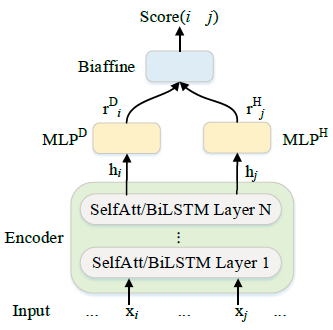 Score(i j)
Biaffine
r^D_i r^H_j
MLP^D MLP^H
h_i h_j
SelfAtt/BiLSTM Layer N
Encoder
⋮
SelfAtt/BiLSTM Layer 1
Input ... x_i ... x_j ...